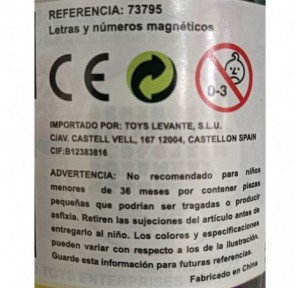 REFERENCIA: 73795
Letras y números magnéticos
CE
0-3
IMPORTADO POR: TOYS LEVANTE, S.L.U.
C/AV. CASTELL VELL, 167 12004, CASTELLON SPAIN
CIF:B12383816
ADVERTENCIA: No recomendado para niños
menores de 36 meses por contener piezas
pequeñas que podrían ser tragadas o producir
asfixia. Retiren las sujeciones del artículo antes de
entregarlo al niño. Los colores y especificaciones
pueden variar con respecto a los de la ilustración.
Guarde esta información para futuras referencias.
Fabricado en China